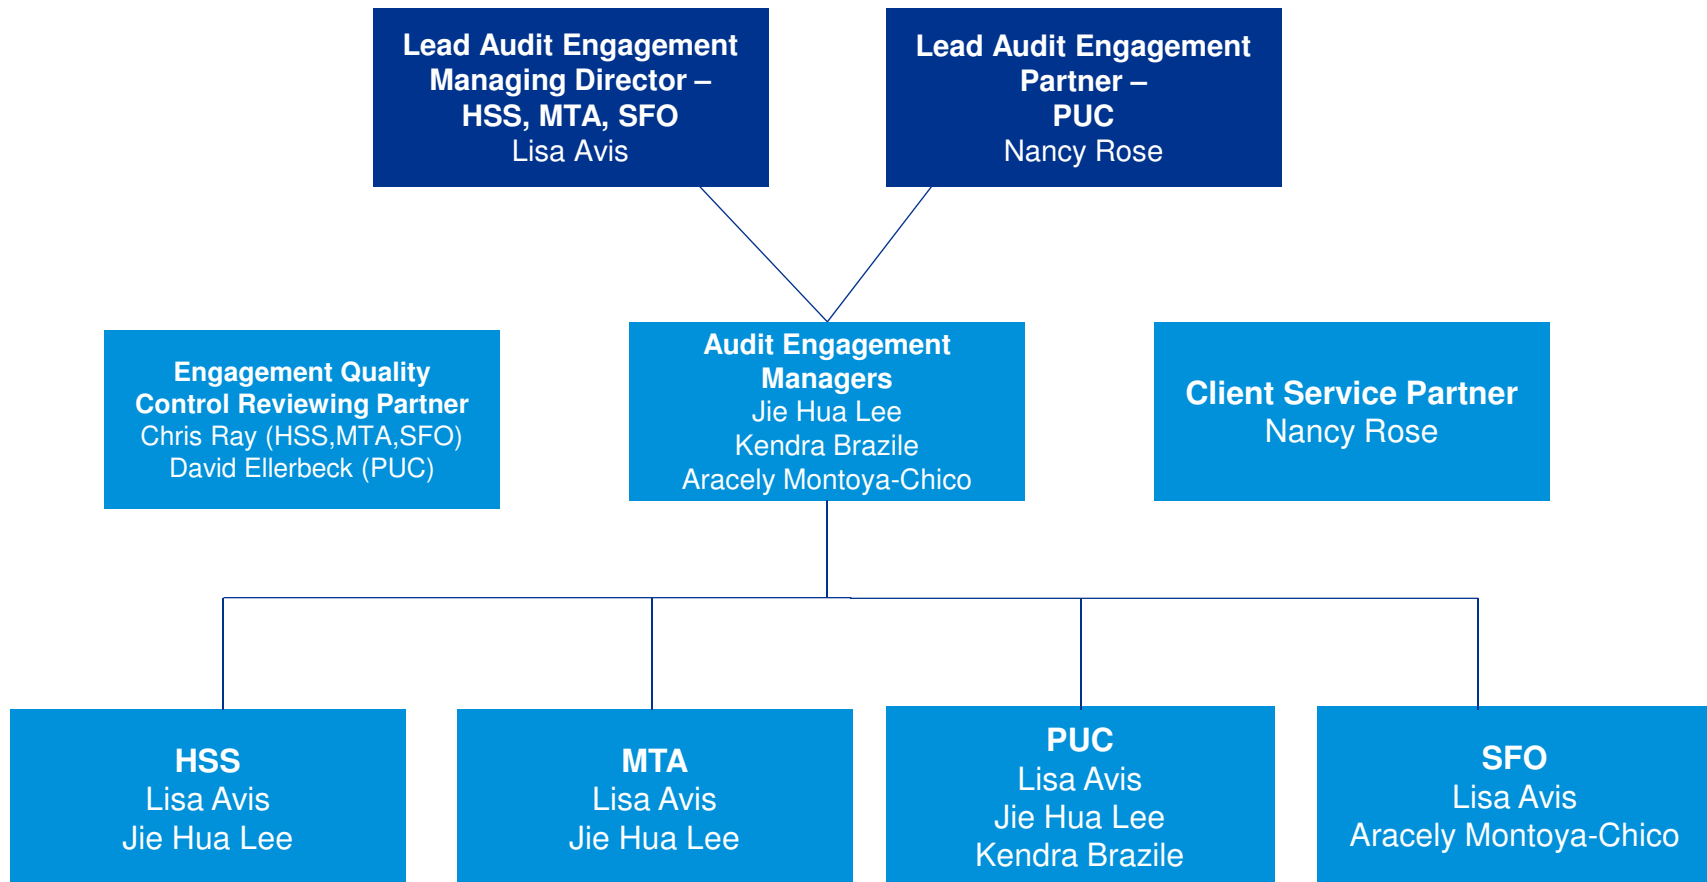 Lead Audit Engagement
Managing Director –
HSS, MTA, SFO
Lisa Avis
Lead Audit Engagement
Partner –
PUC
Nancy Rose
Engagement Quality
Control Reviewing Partner
Chris Ray (HSS,MTA,SFO)
David Ellerbeck (PUC)
Audit Engagement
Managers
Jie Hua Lee
Kendra Brazile
Aracely Montoya-Chico
Client Service Partner
Nancy Rose
HSS
Lisa Avis
Jie Hua Lee
MTA
Lisa Avis
Jie Hua Lee
PUC
Lisa Avis
Jie Hua Lee
Kendra Brazile
SFO
Lisa Avis
Aracely Montoya-Chico